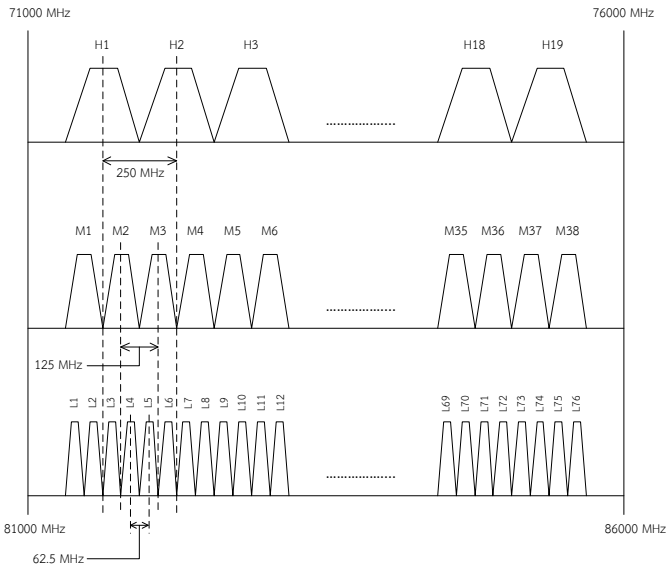 71000 MHz 76000 MHz
H1 H2 H3 H18 H19
..................
250 MHz
M1 M2 M3 M4 M5 M6 M35 M36 M37 M38
..................
125 MHz
L1 L2 L3 L4 L5 L6 L7 L8 L9 L10 L11 L12 L69 L70 L71 L72 L73 L74 L75 L76
..................
81000 MHz 86000 MHz
62.5 MHz